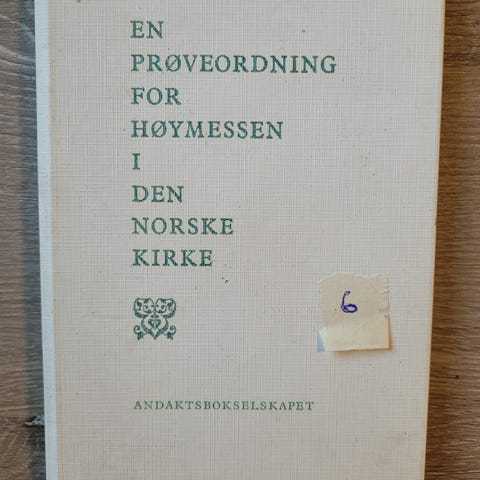 EN
PRØVEORDNING
FOR
HØYMESSEN
I
DEN
NORSKE
KIRKE
6
ANDAKTSBOKSELSKAPET